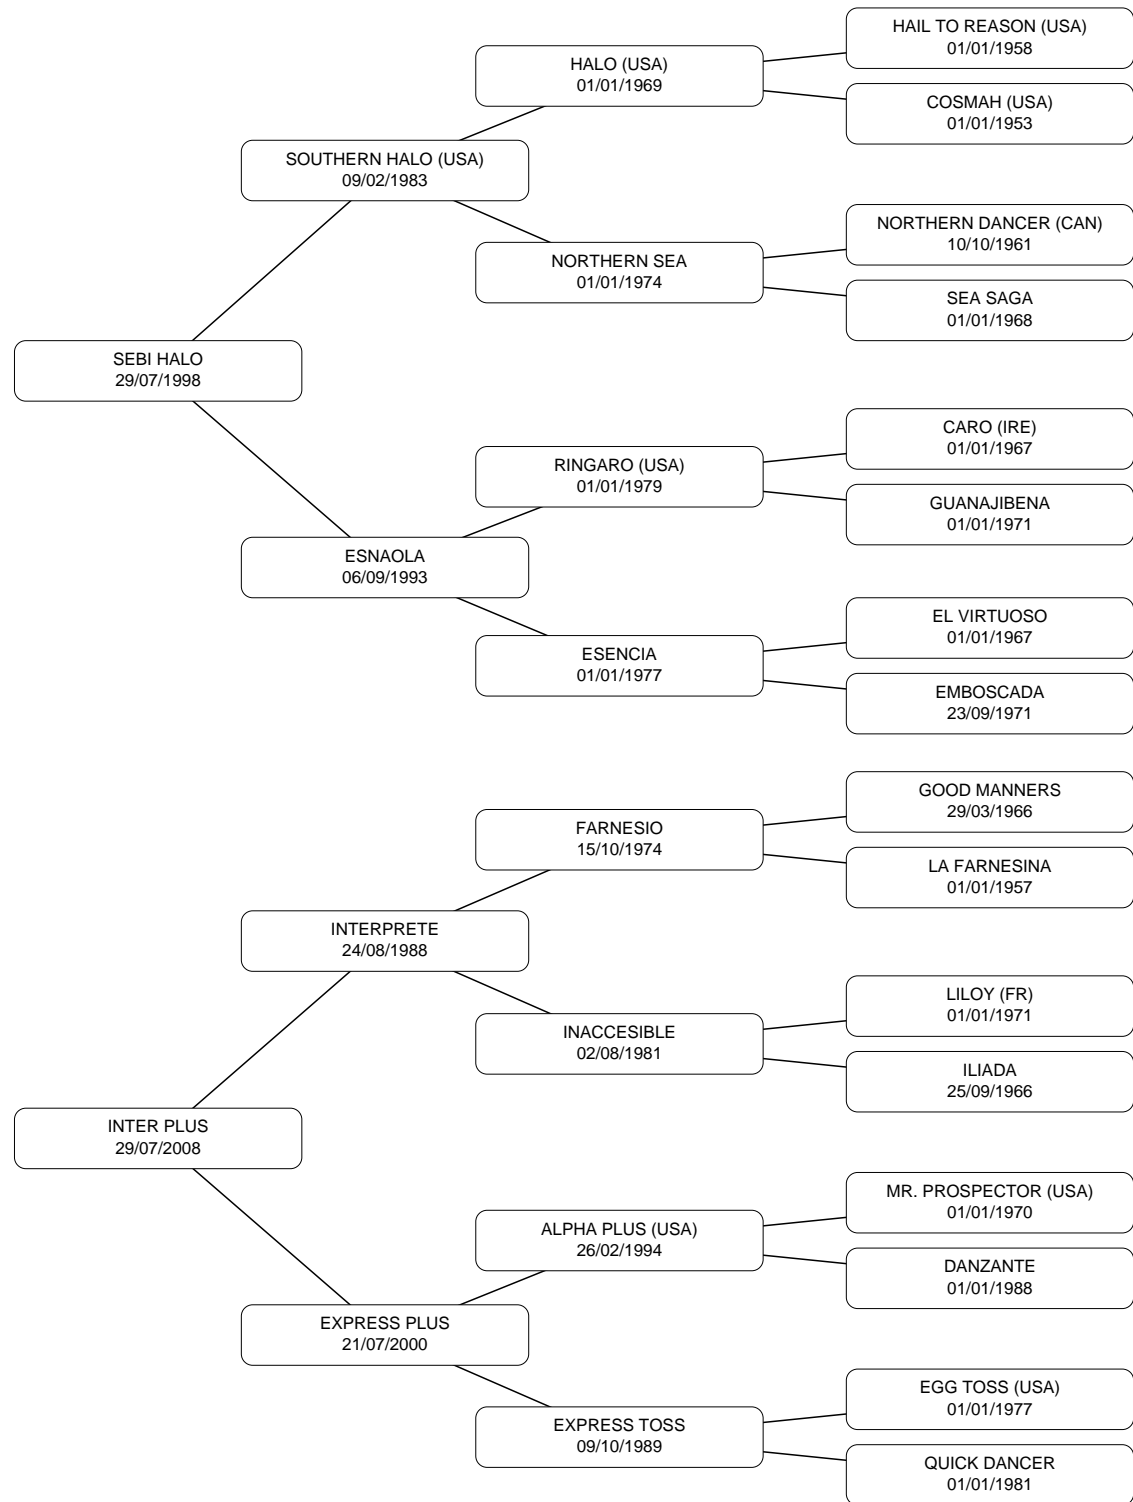 HAIL TO REASON (USA)
01/01/1958
HALO (USA)
01/01/1969
COSMAH (USA)
01/01/1953
SOUTHERN HALO (USA)
09/02/1983
NORTHERN DANCER (CAN)
10/10/1961
NORTHERN SEA
01/01/1974
SEA SAGA
01/01/1968
SEBI HALO
29/07/1998
CARO (IRE)
01/01/1967
RINGARO (USA)
01/01/1979
GUANAJIBENA
01/01/1971
ESNAOLA
06/09/1993
EL VIRTUOSO
01/01/1967
ESENCIA
01/01/1977
EMBOSCADA
23/09/1971
GOOD MANNERS
29/03/1966
FARNESIO
15/10/1974
LA FARNESINA
01/01/1957
INTERPRETE
24/08/1988
LILOY (FR)
01/01/1971
INACCESIBLE
02/08/1981
ILIADA
25/09/1966
INTER PLUS
29/07/2008
MR. PROSPECTOR (USA)
01/01/1970
ALPHA PLUS (USA)
26/02/1994
DANZANTE
01/01/1988
EXPRESS PLUS
21/07/2000
EGG TOSS (USA)
01/01/1977
EXPRESS TOSS
09/10/1989
QUICK DANCER
01/01/1981